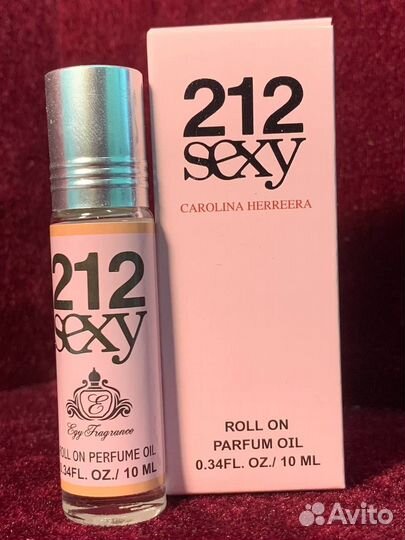 212
sexy
CAROLINA HERREERA
ROLL ON
PARFUM OIL
0.34FL. OZ./ 10 ML
212
sexy
E
Egy Fragrance
ROLL ON PERFUME OIL
0.34FL. OZ./ 10 ML
Avito